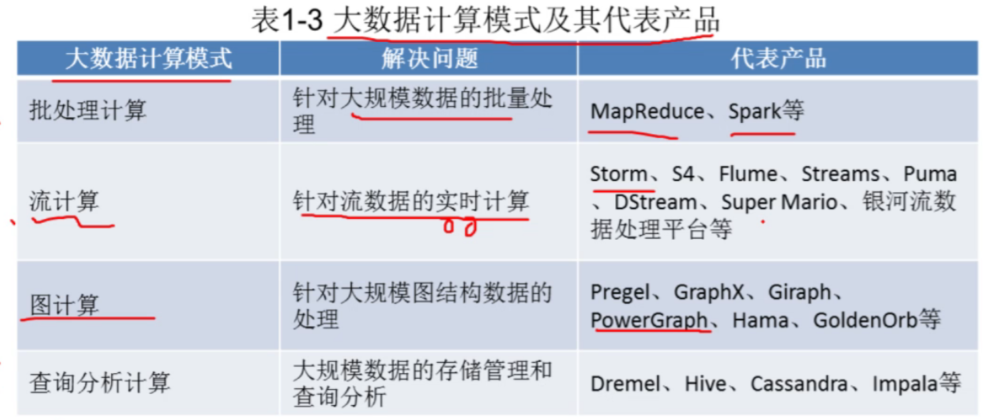 表1-3 大数据计算模式及其代表产品
大数据计算模式 解决问题 代表产品
批处理计算
针对大规模数据的批量处
理
MapReduce、Spark等
流计算
针对流数据的实时计算
Storm、S4、Flume、Streams、Puma
、DStream、Super Mario、银河流数
据处理平台等
图计算
针对大规模图结构数据的
处理
Pregel、GraphX、Giraph、
PowerGraph、Hama、GoldenOrb等
查询分析计算
大规模数据的存储管理和
查询分析
Dremel、Hive、Cassandra、Impala等